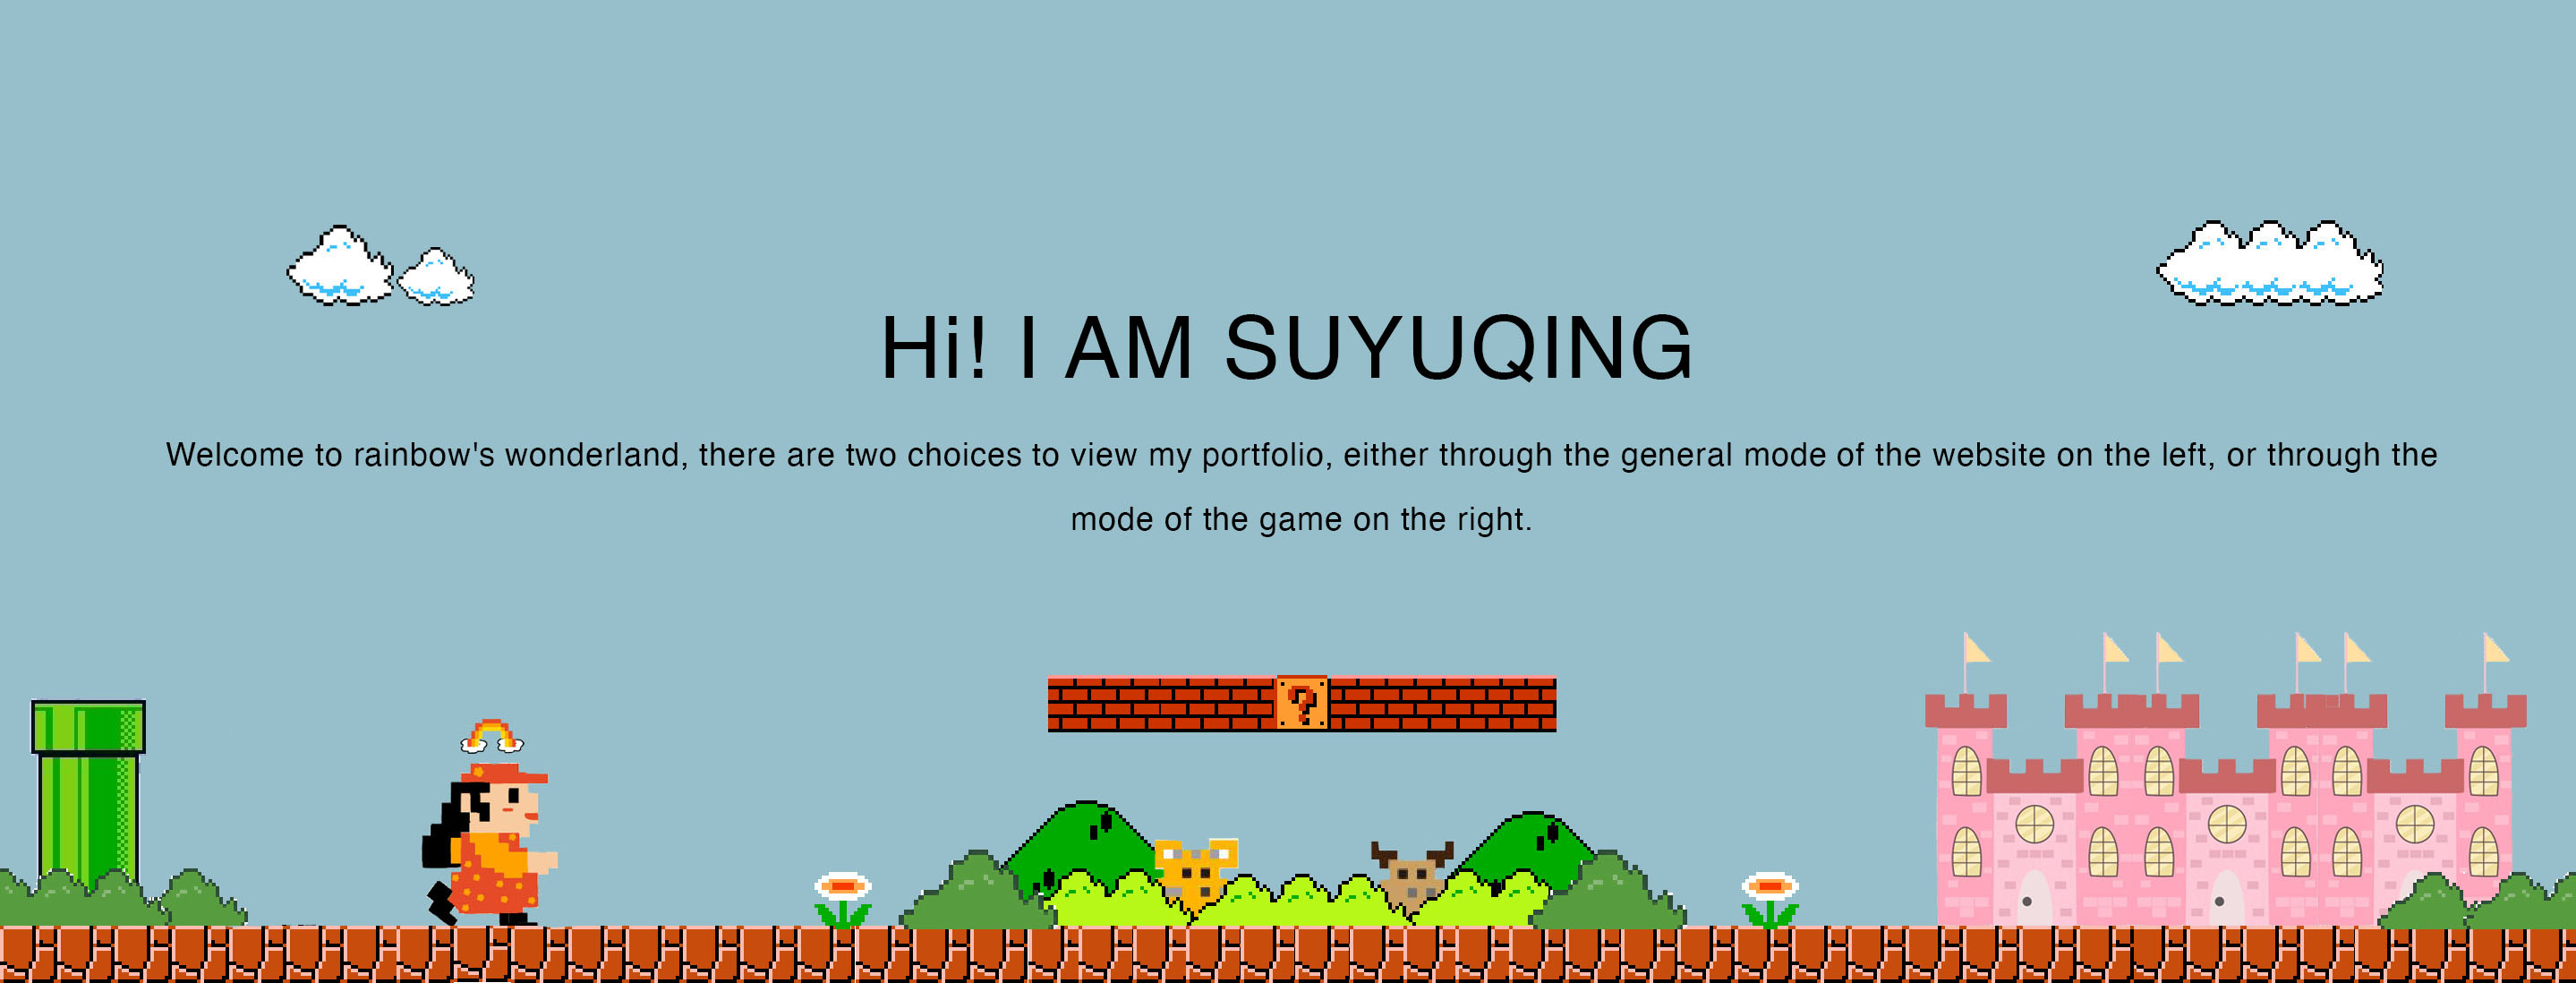 Hi! I AM SUYUQING
Welcome to rainbow's wonderland, there are two choices to view my portfolio, either through the general mode of the website on the left, or through the
mode of the game on the right.
?